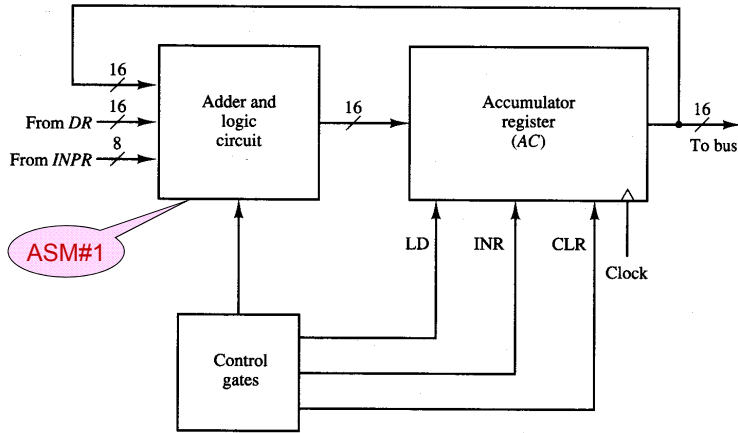 16
16
From DR
8
From INPR
Adder and
logic
circuit
16
Accumulator
register
(AC)
16
To bus
ASM#1
LD
INR
CLR
Clock
Control
gates